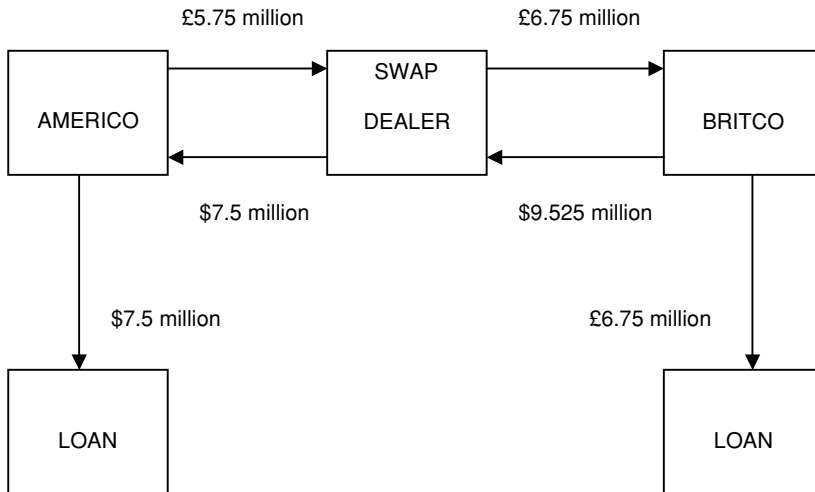 £5.75 million
£6.75 million
AMERICO
SWAP
DEALER
BRITCO
$7.5 million
$9.525 million
$7.5 million
£6.75 million
LOAN
LOAN